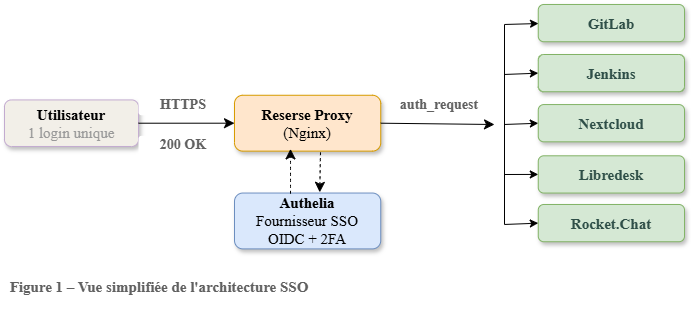 Utilisateur
1 login unique
HTTPS
200 OK
Reserse Proxy
(Nginx)
auth_request
Authelia
Fournisseur SSO
OIDC + 2FA
GitLab
Jenkins
Nextcloud
Libredesk
Rocket.Chat
Figure 1 – Vue simplifiée de l'architecture SSO